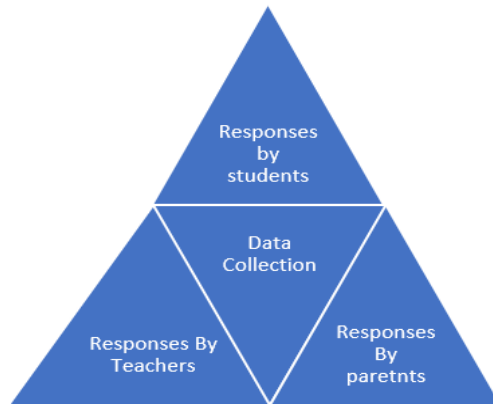 Responses
by
students
Data
Collection
Responses By
Teachers
Responses
By
paretnts